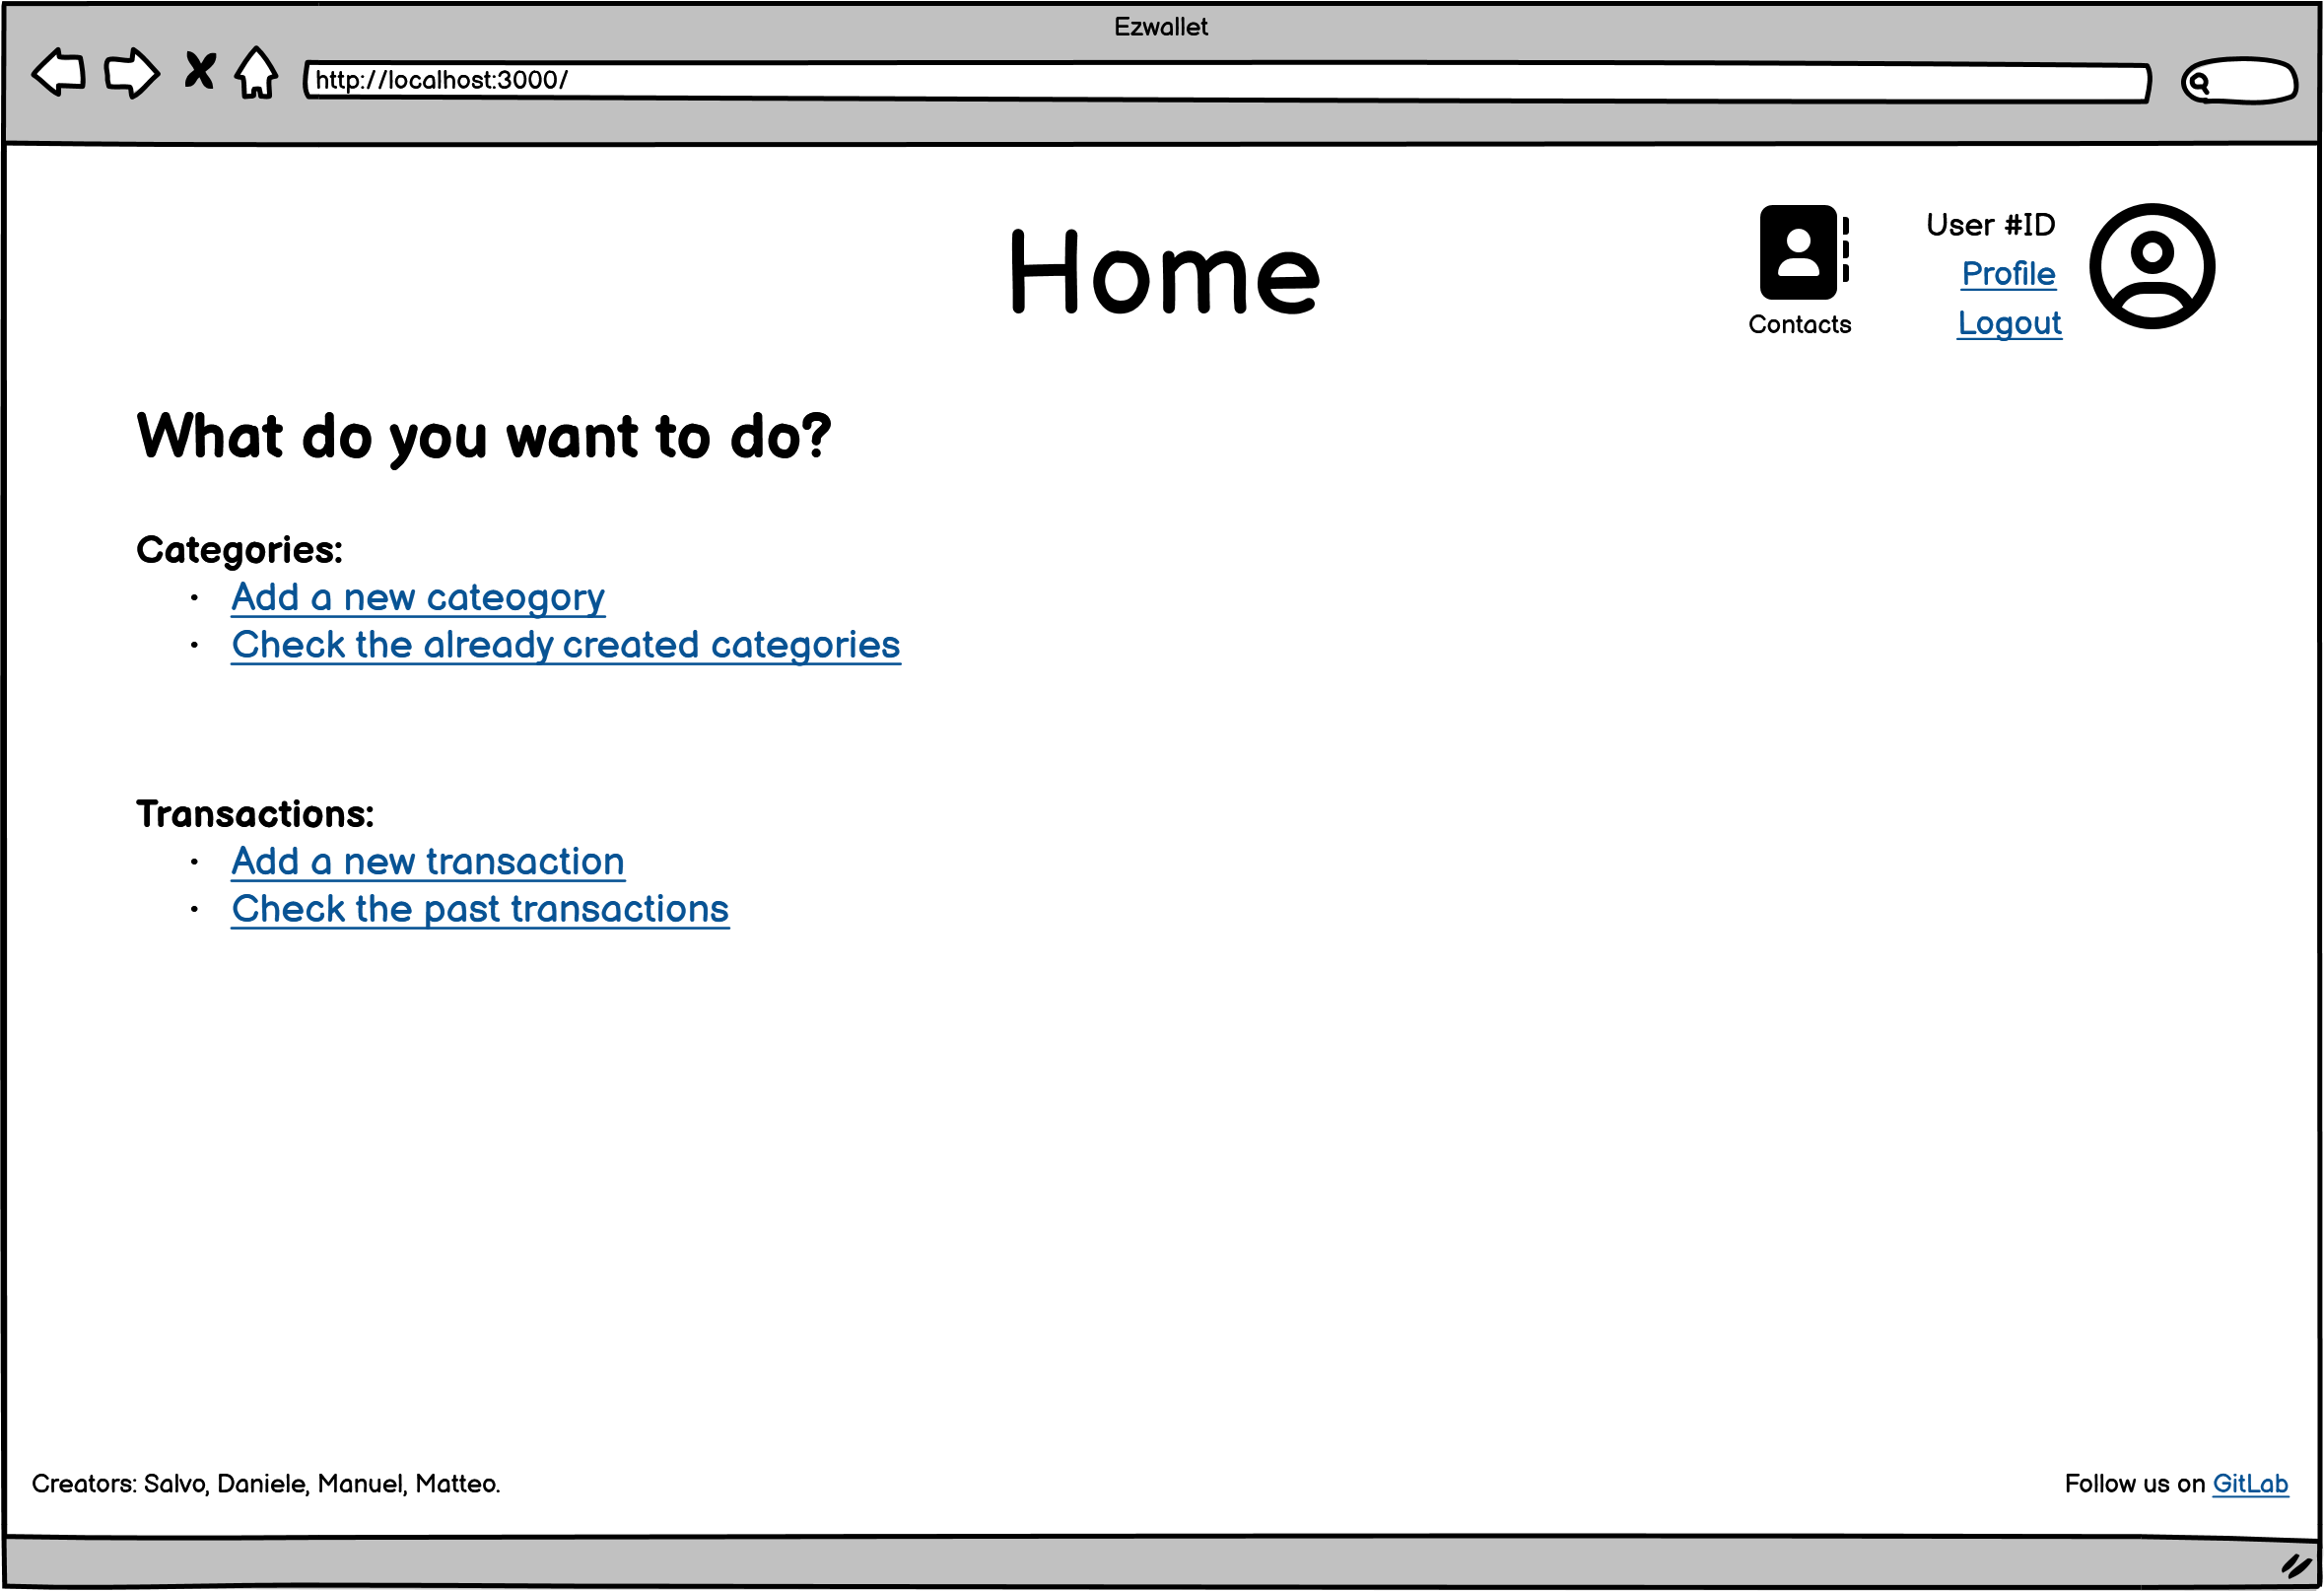 Ezwallet
http://localhost:3000/
Home
Contacts
User #ID
Profile
Logout
What do you want to do?
Categories:
• Add a new cateogory
• Check the already created categories
Transactions:
• Add a new transaction
• Check the past transactions
Creators: Salvo, Daniele, Manuel, Matteo.
Follow us on GitLab